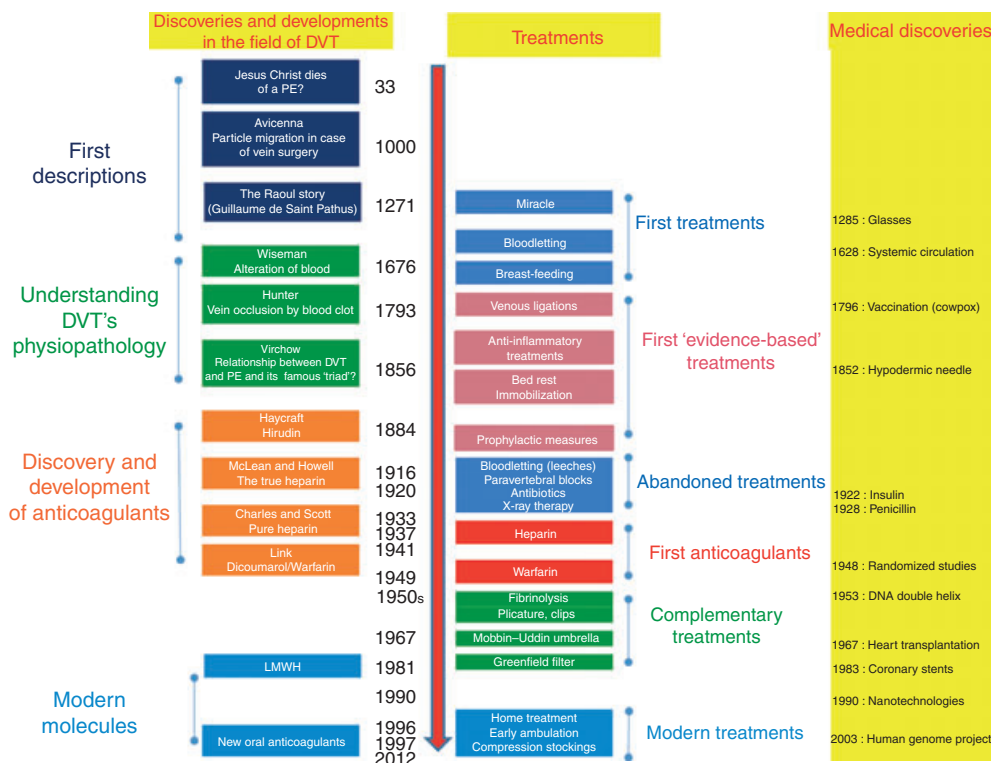 Discoveries and developments
in the field of DVT
Jesus Christ dies
of a PE?
Avicenna
Particle migration in case
of vein surgery
The Raoul story
(Guillaume de Saint Pathus)
Wiseman
Alteration of blood
Hunter
Vein occlusion by blood clot
Virchow
Relationship between DVT
and PE and its famous ‘triad’?
Haycraft
Hirudin
McLean and Howell
The true heparin
Charles and Scott
Pure heparin
Link
Dicoumarol/Warfarin
LMWH
New oral anticoagulants
First
descriptions
Understanding
DVT’s
physiopathology
Discovery and
development
of anticoagulants
Modern
molecules
33
1000
1271
1676
1793
1856
1884
1916
1920
1933
1937
1941
1949
1950s
1967
1981
1990
1996
1997
2012
Treatments
Miracle
Bloodletting
Breast-feeding
Venous ligations
Anti-inflammatory
treatments
Bed rest
Immobilization
Prophylactic measures
Bloodletting (leeches)
Paravertebral blocks
Antibiotics
X-ray therapy
Heparin
Warfarin
Fibrinolysis
Plicature, clips
Mobbin–Uddin umbrella
Greenfield filter
Home treatment
Early ambulation
Compression stockings
First treatments
First ‘evidence-based’
treatments
Abandoned treatments
First anticoagulants
Complementary
treatments
Modern treatments
Medical discoveries
1285 : Glasses
1628 : Systemic circulation
1796 : Vaccination (cowpox)
1852 : Hypodermic needle
1922 : Insulin
1928 : Penicillin
1948 : Randomized studies
1953 : DNA double helix
1967 : Heart transplantation
1983 : Coronary stents
1990 : Nanotechnologies
2003 : Human genome project